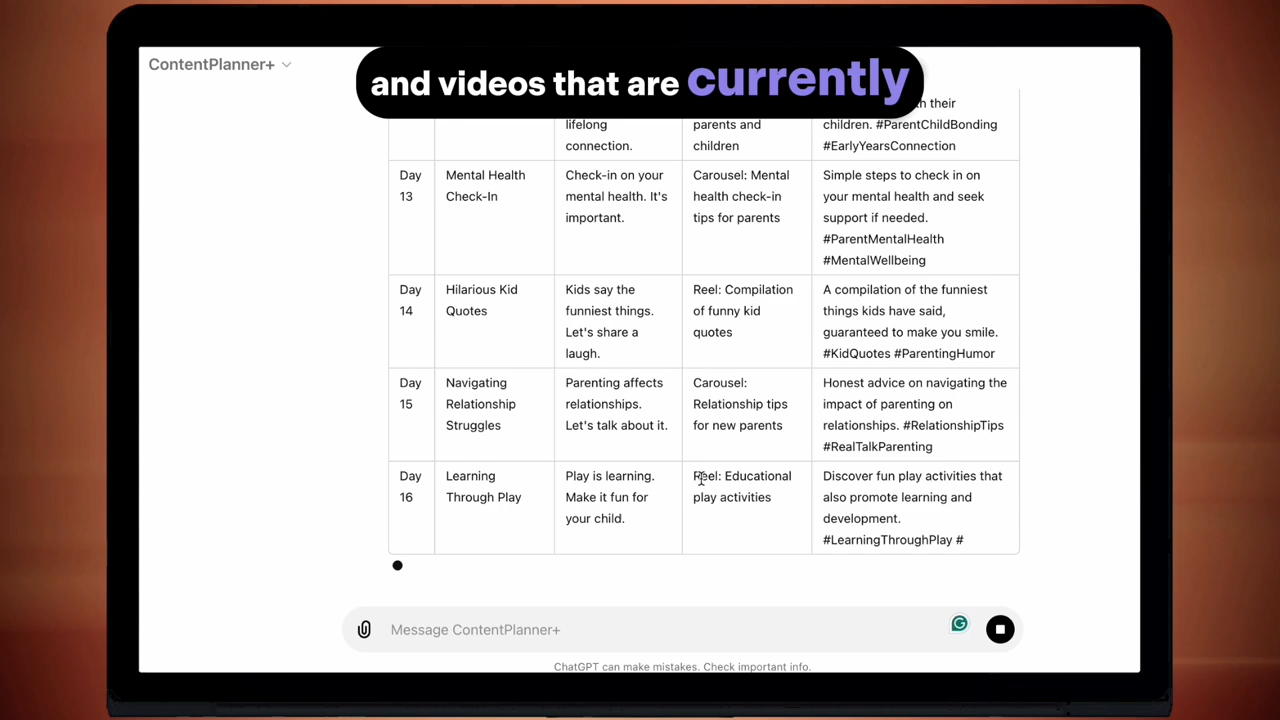 ContentPlanner+
and videos that are currently
lifelong
connection.
parents and
children
their
children. #ParentChildBonding
#EarlyYearsConnection
Day
13
Mental Health
Check-In
Check-in on your
mental health. It's
important.
Carousel: Mental
health check-in
tips for parents
Simple steps to check in on
your mental health and seek
support if needed.
#ParentMentalHealth
#MentalWellbeing
Day
14
Hilarious Kid
Quotes
Kids say the
funniest things.
Let's share a
laugh.
Reel: Compilation
of funny kid
quotes
A compilation of the funniest
things kids have said,
guaranteed to make you smile.
#KidQuotes #ParentingHumor
Day
15
Navigating
Relationship
Struggles
Parenting affects
relationships.
Let's talk about it.
Carousel:
Relationship tips
for new parents
Honest advice on navigating the
impact of parenting on
relationships. #RelationshipTips
#RealTalkParenting
Day
16
Learning
Through Play
Play is learning.
Make it fun for
your child.
Reel: Educational
play activities
Discover fun play activities that
also promote learning and
development.
#LearningThroughPlay #
Message ContentPlanner+
ChatGPT can make mistakes. Check important info.